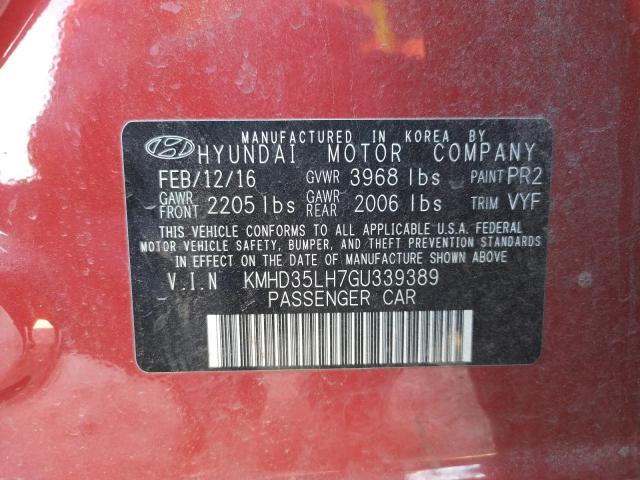 MANUFACTURED IN KOREA BY
HYUNDAI MOTOR COMPANY
FEB/12/16 GVWR 3968 lbs PAINT PR2
GAWR FRONT 2205 lbs GAWR REAR 2006 lbs TRIM VYF
THIS VEHICLE CONFORMS TO ALL APPLICABLE U.S.A. FEDERAL
MOTOR VEHICLE SAFETY, BUMPER, AND THEFT PREVENTION STANDARDS
IN EFFECT ON THE DATE OF MANUFACTURE SHOWN ABOVE.
V.I.N KMHD35LH7GU339389
PASSENGER CAR